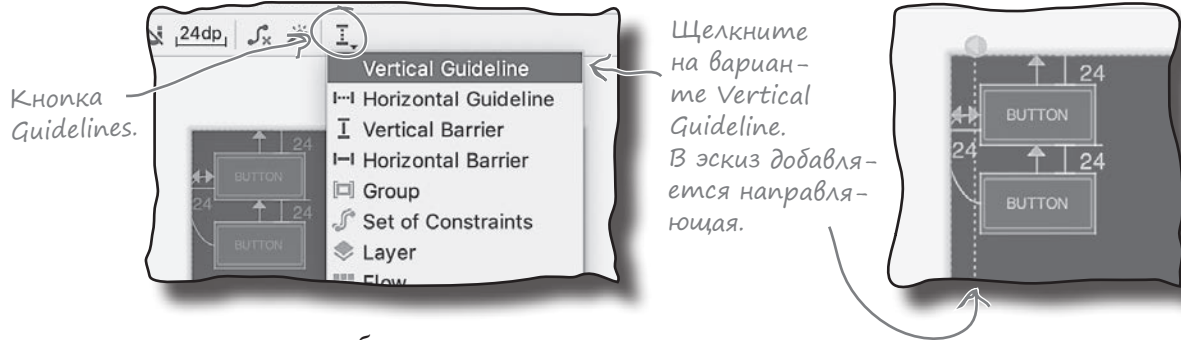 24dp
Кнопка
Guidelines.
Vertical Guideline
Horizontal Guideline
Vertical Barrier
Horizontal Barrier
Group
Set of Constraints
Layer
Flow
24
BUTTON
24
24
BUTTON
Щелкните
на вариан-
те Vertical
Guideline.
В эскиз добавля-
ется направля-
ющая.
24
BUTTON
24
24
BUTTON